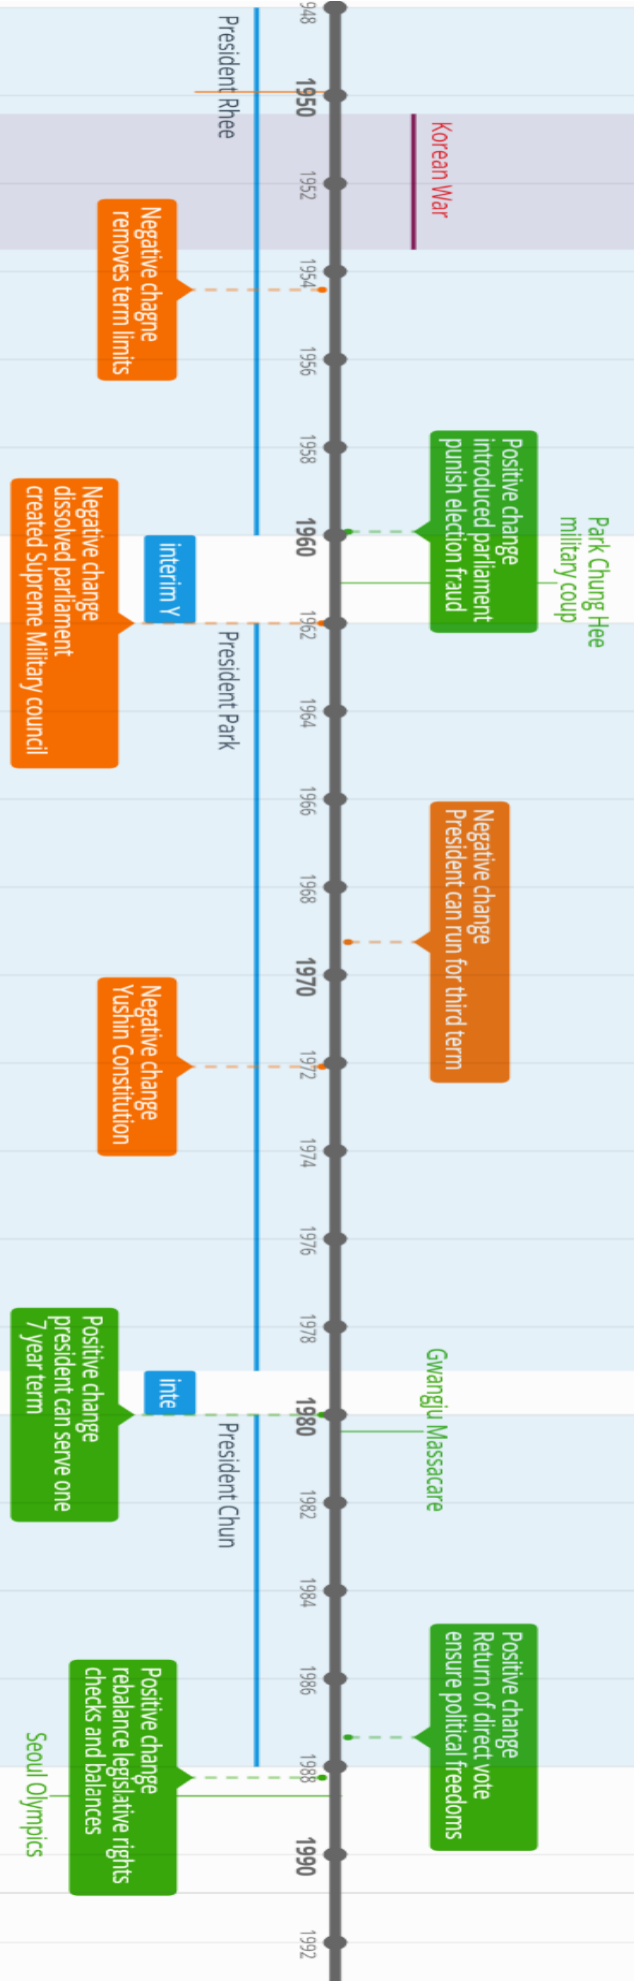 948
1950
1952
1954
1956
1958
1960
1962
1964
1966
1968
1970
1972
1974
1976
1978
1980
1982
1984
1986
1988
1990
1992
Korean War
Park Chung Hee
military coup
Positive change
introduced parliament
punish election fraud
Negative change
President can run for third term
Gwangju Massacare
Positive change
Return of direct vote
ensure political freedoms
President Rhee
President Park
President Chun
interim Y
inte
Negative chagne
removes term limits
Negative change
dissolved parliament
created Supreme Military council
Negative change
Yushin Constitution
Positive change
president can serve one
7 year term
Positive change
rebalance legislative rights
checks and balances
Seoul Olympics